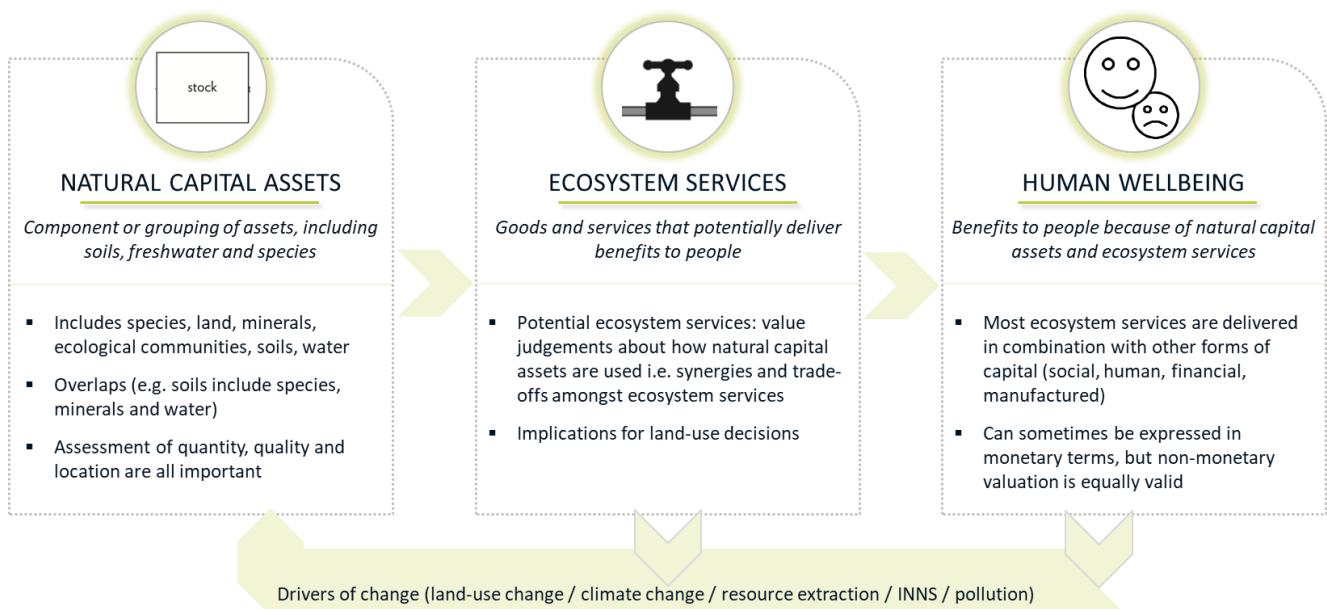 stock
NATURAL CAPITAL ASSETS
Component or grouping of assets, including
soils, freshwater and species
▪ Includes species, land, minerals,
ecological communities, soils, water
▪ Overlaps (e.g. soils include species,
minerals and water)
▪ Assessment of quantity, quality and
location are all important
ECOSYSTEM SERVICES
Goods and services that potentially deliver
benefits to people
▪ Potential ecosystem services: value
judgements about how natural capital
assets are used i.e. synergies and trade-
offs amongst ecosystem services
▪ Implications for land-use decisions
HUMAN WELLBEING
Benefits to people because of natural capital
assets and ecosystem services
▪ Most ecosystem services are delivered
in combination with other forms of
capital (social, human, financial,
manufactured)
▪ Can sometimes be expressed in
monetary terms, but non-monetary
valuation is equally valid
Drivers of change (land-use change / climate change / resource extraction / INNS / pollution)